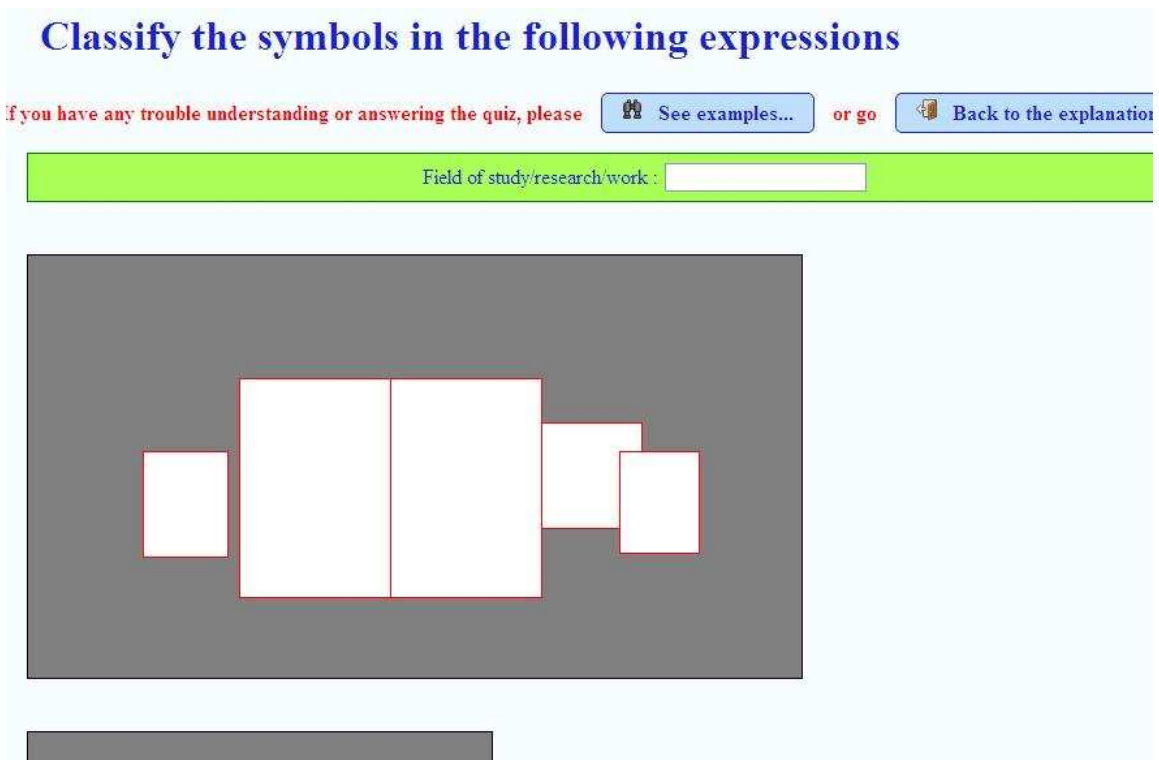 Classify the symbols in the following expressions
If you have any trouble understanding or answering the quiz, please See examples... or go Back to the explanation
Field of study/research/work :